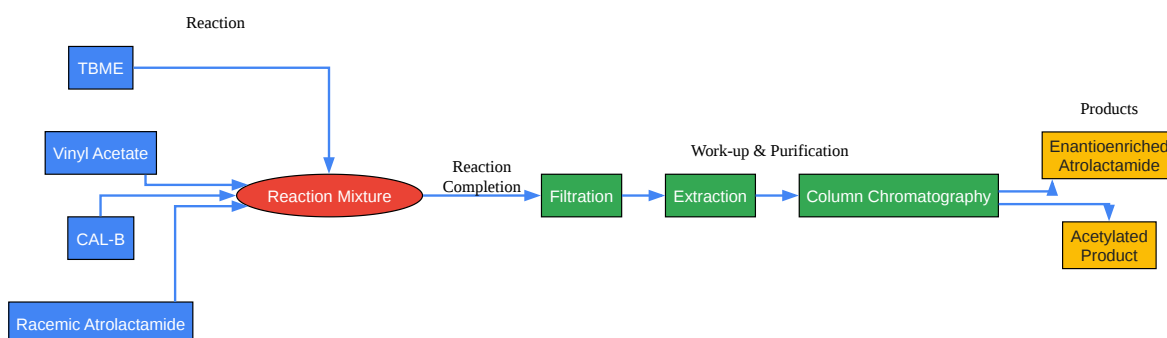 Reaction
TBME
Vinyl Acetate
CAL-B
Racemic Atrolactamide
Reaction Mixture
Reaction
Completion
Work-up & Purification
Filtration
Extraction
Column Chromatography
Products
Enantioenriched
Atrolactamide
Acetylated
Product